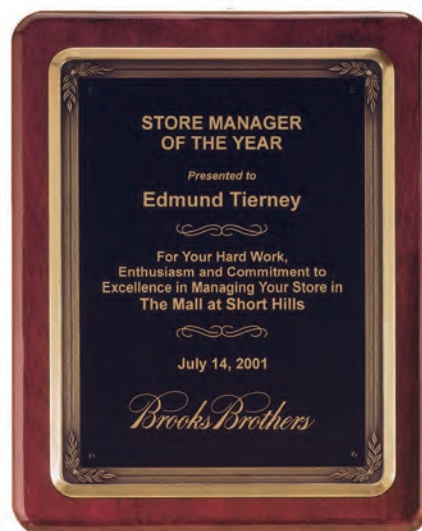 STORE MANAGER
OF THE YEAR
Presented to
Edmund Tierney
For Your Hard Work,
Enthusiasm and Commitment to
Excellence in Managing Your Store in
The Mall at Short Hills
July 14, 2001
Brooks Brothers